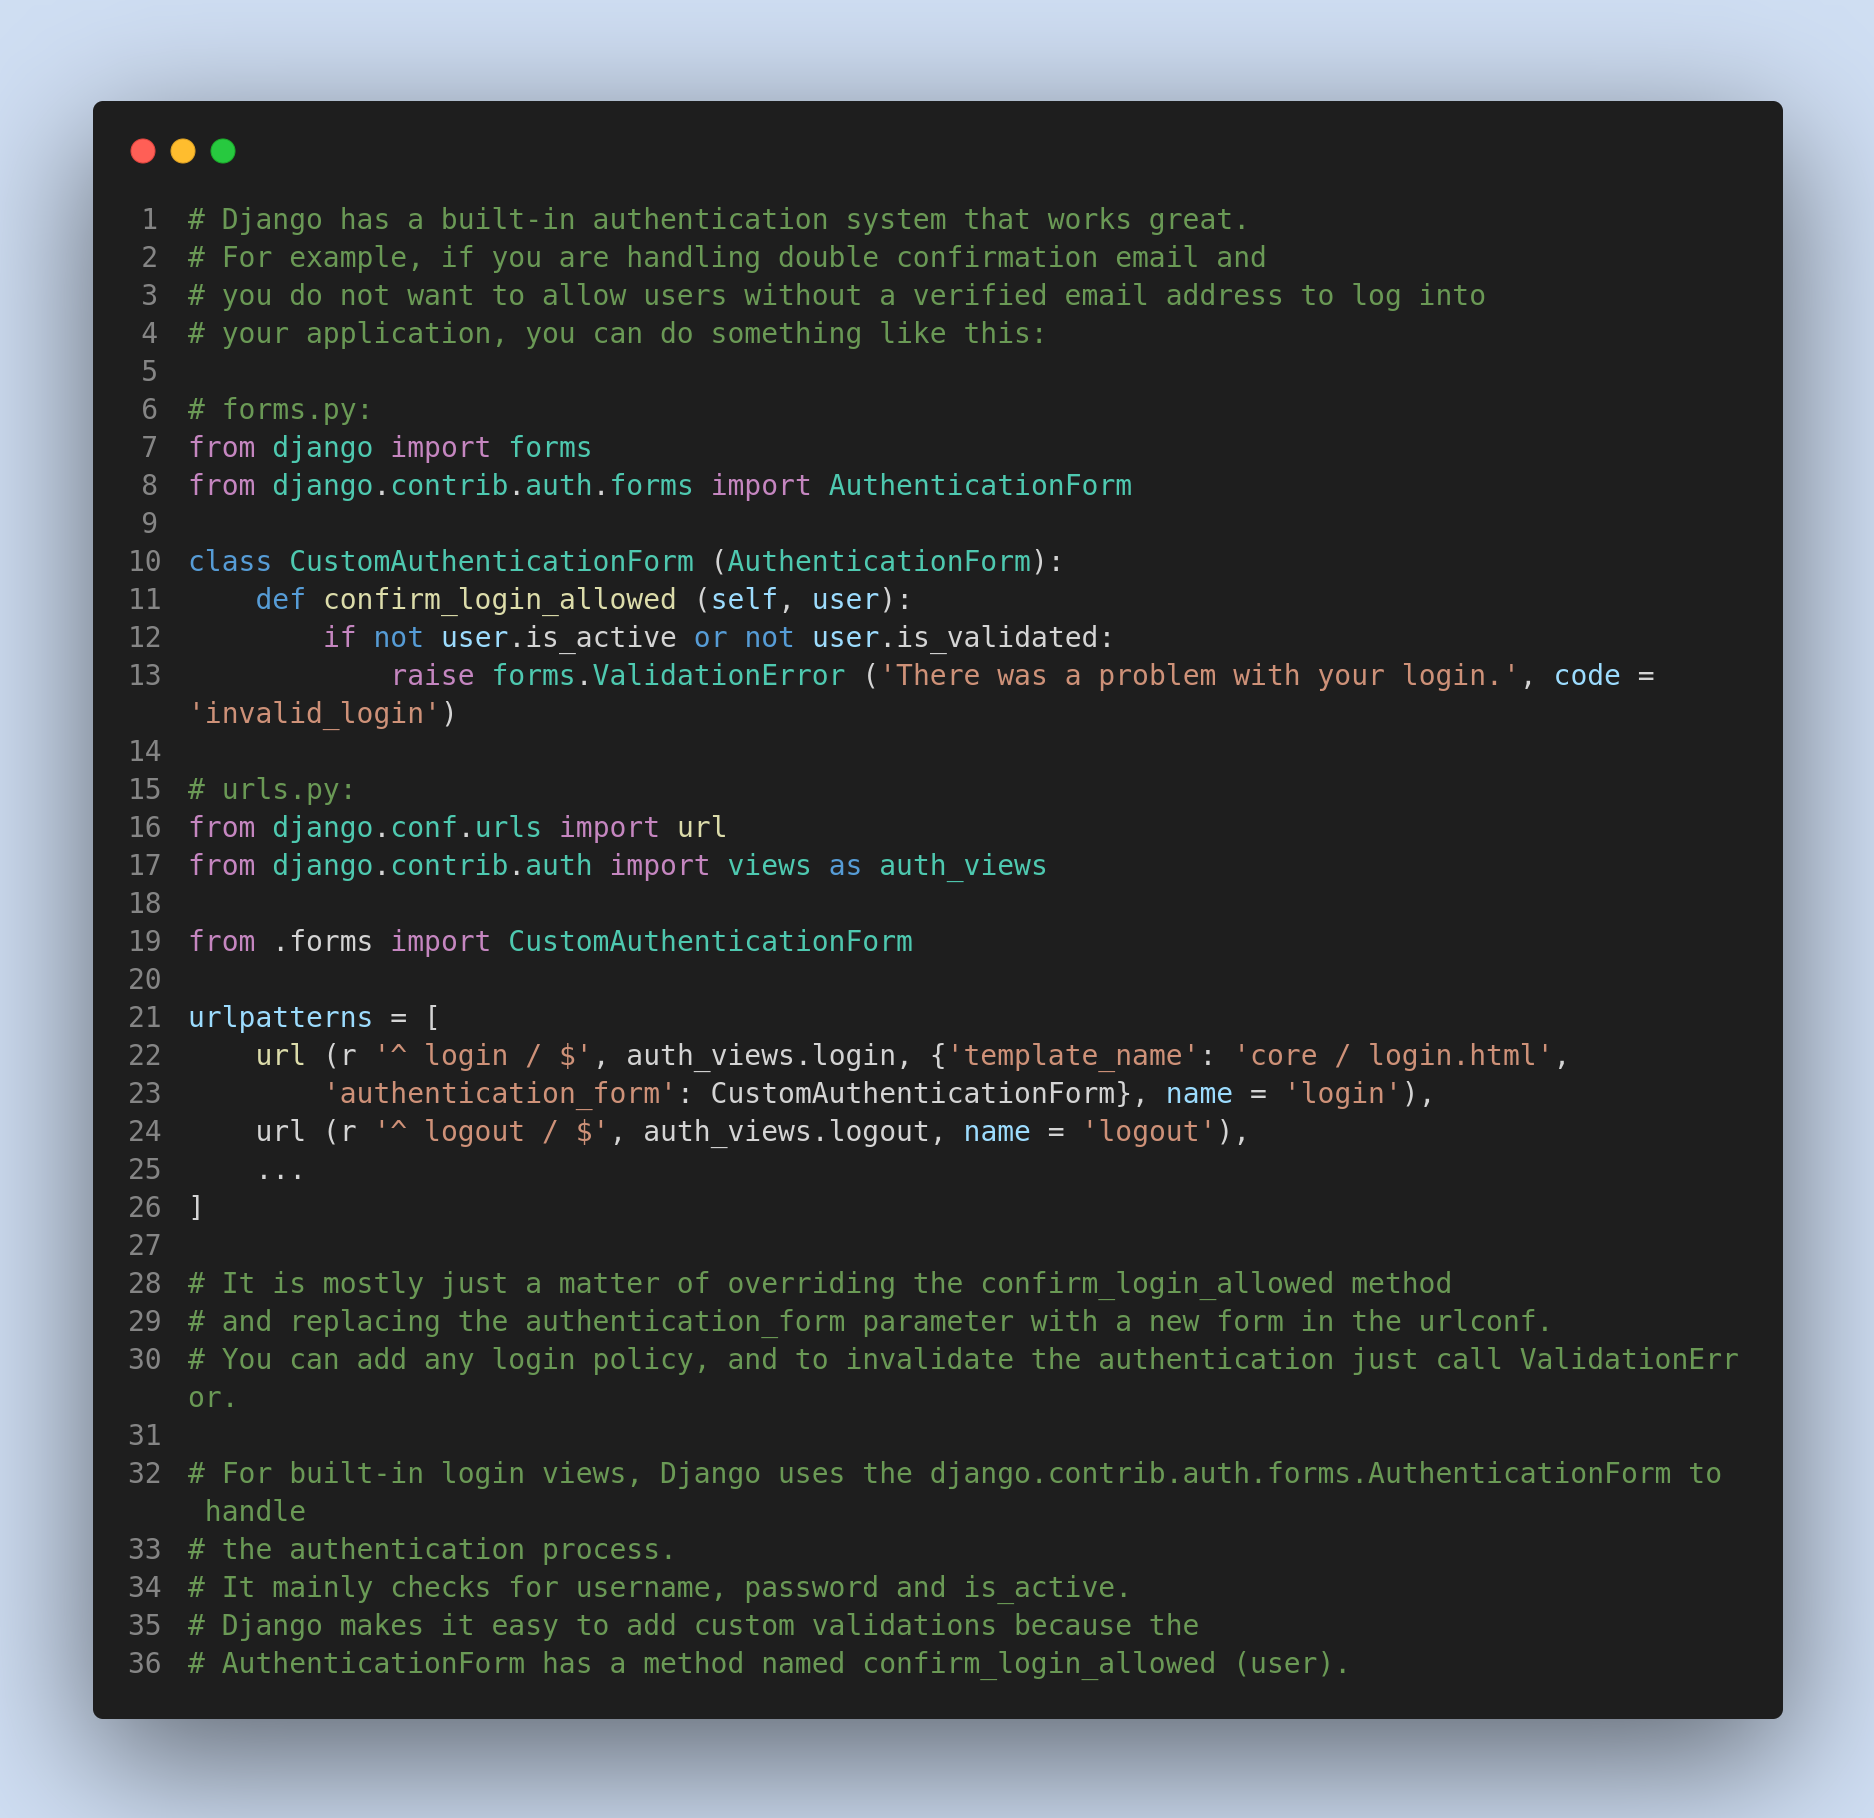 1 # Django has a built-in authentication system that works great.
2 # For example, if you are handling double confirmation email and
3 # you do not want to allow users without a verified email address to log into
4 # your application, you can do something like this:
5
6 # forms.py:
7 from django import forms
8 from django.contrib.auth.forms import AuthenticationForm
9
10 class CustomAuthenticationForm (AuthenticationForm):
11     def confirm_login_allowed (self, user):
12         if not user.is_active or not user.is_validated:
13             raise forms.ValidationError ('There was a problem with your login.', code =
'invalid_login')
14
15 # urls.py:
16 from django.conf.urls import url
17 from django.contrib.auth import views as auth_views
18
19 from .forms import CustomAuthenticationForm
20
21 urlpatterns = [
22     url (r '^ login / $', auth_views.login, {'template_name': 'core / login.html',
23         'authentication_form': CustomAuthenticationForm}, name = 'login'),
24     url (r '^ logout / $', auth_views.logout, name = 'logout'),
25     ...
26 ]
27
28 # It is mostly just a matter of overriding the confirm_login_allowed method
29 # and replacing the authentication_form parameter with a new form in the urlconf.
30 # You can add any login policy, and to invalidate the authentication just call ValidationErr
or.
31
32 # For built-in login views, Django uses the django.contrib.auth.forms.AuthenticationForm to
handle
33 # the authentication process.
34 # It mainly checks for username, password and is_active.
35 # Django makes it easy to add custom validations because the
36 # AuthenticationForm has a method named confirm_login_allowed (user).